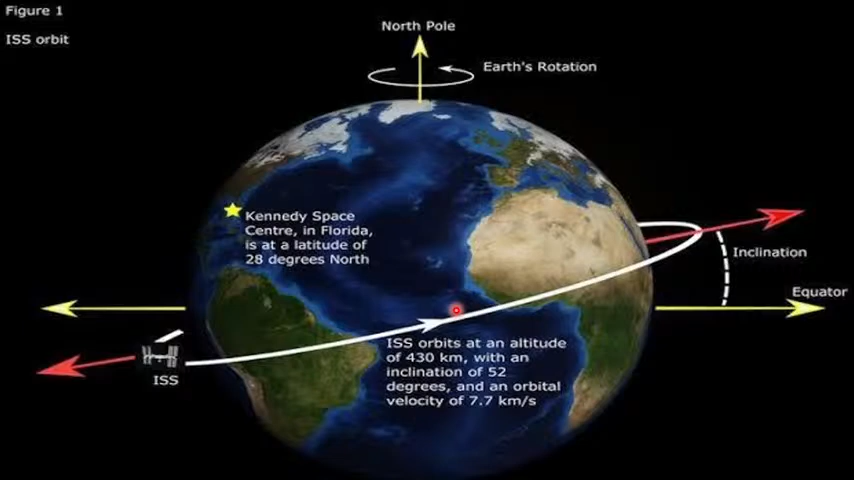 Figure 1
ISS orbit
North Pole
Earth's Rotation
Kennedy Space
Centre, in Florida,
is at a latitude of
28 degrees North
Inclination
Equator
ISS orbits at an altitude
of 430 km, with an
inclination of 52
degrees, and an orbital
velocity of 7.7 km/s
ISS